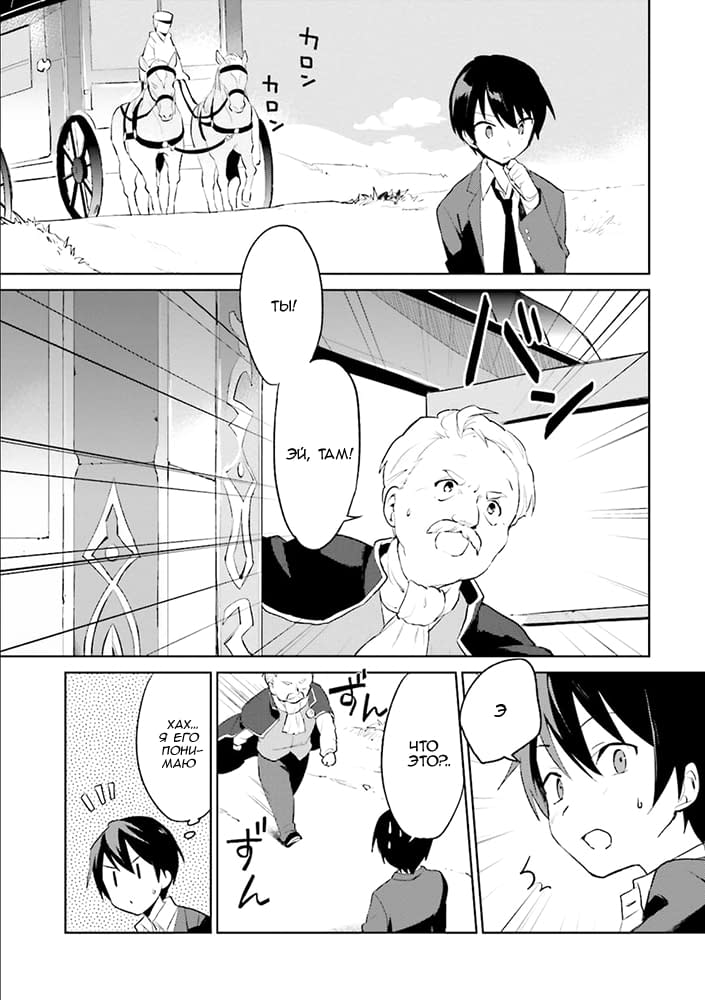 カロン
カロン
ТЫ!
ЭЙ, ТАМ!
バン
Э
ЧТО
ЭТО?..
ずん
ずん
ХАХ...
Я ЕГО
ПОНИ-
МАЮ